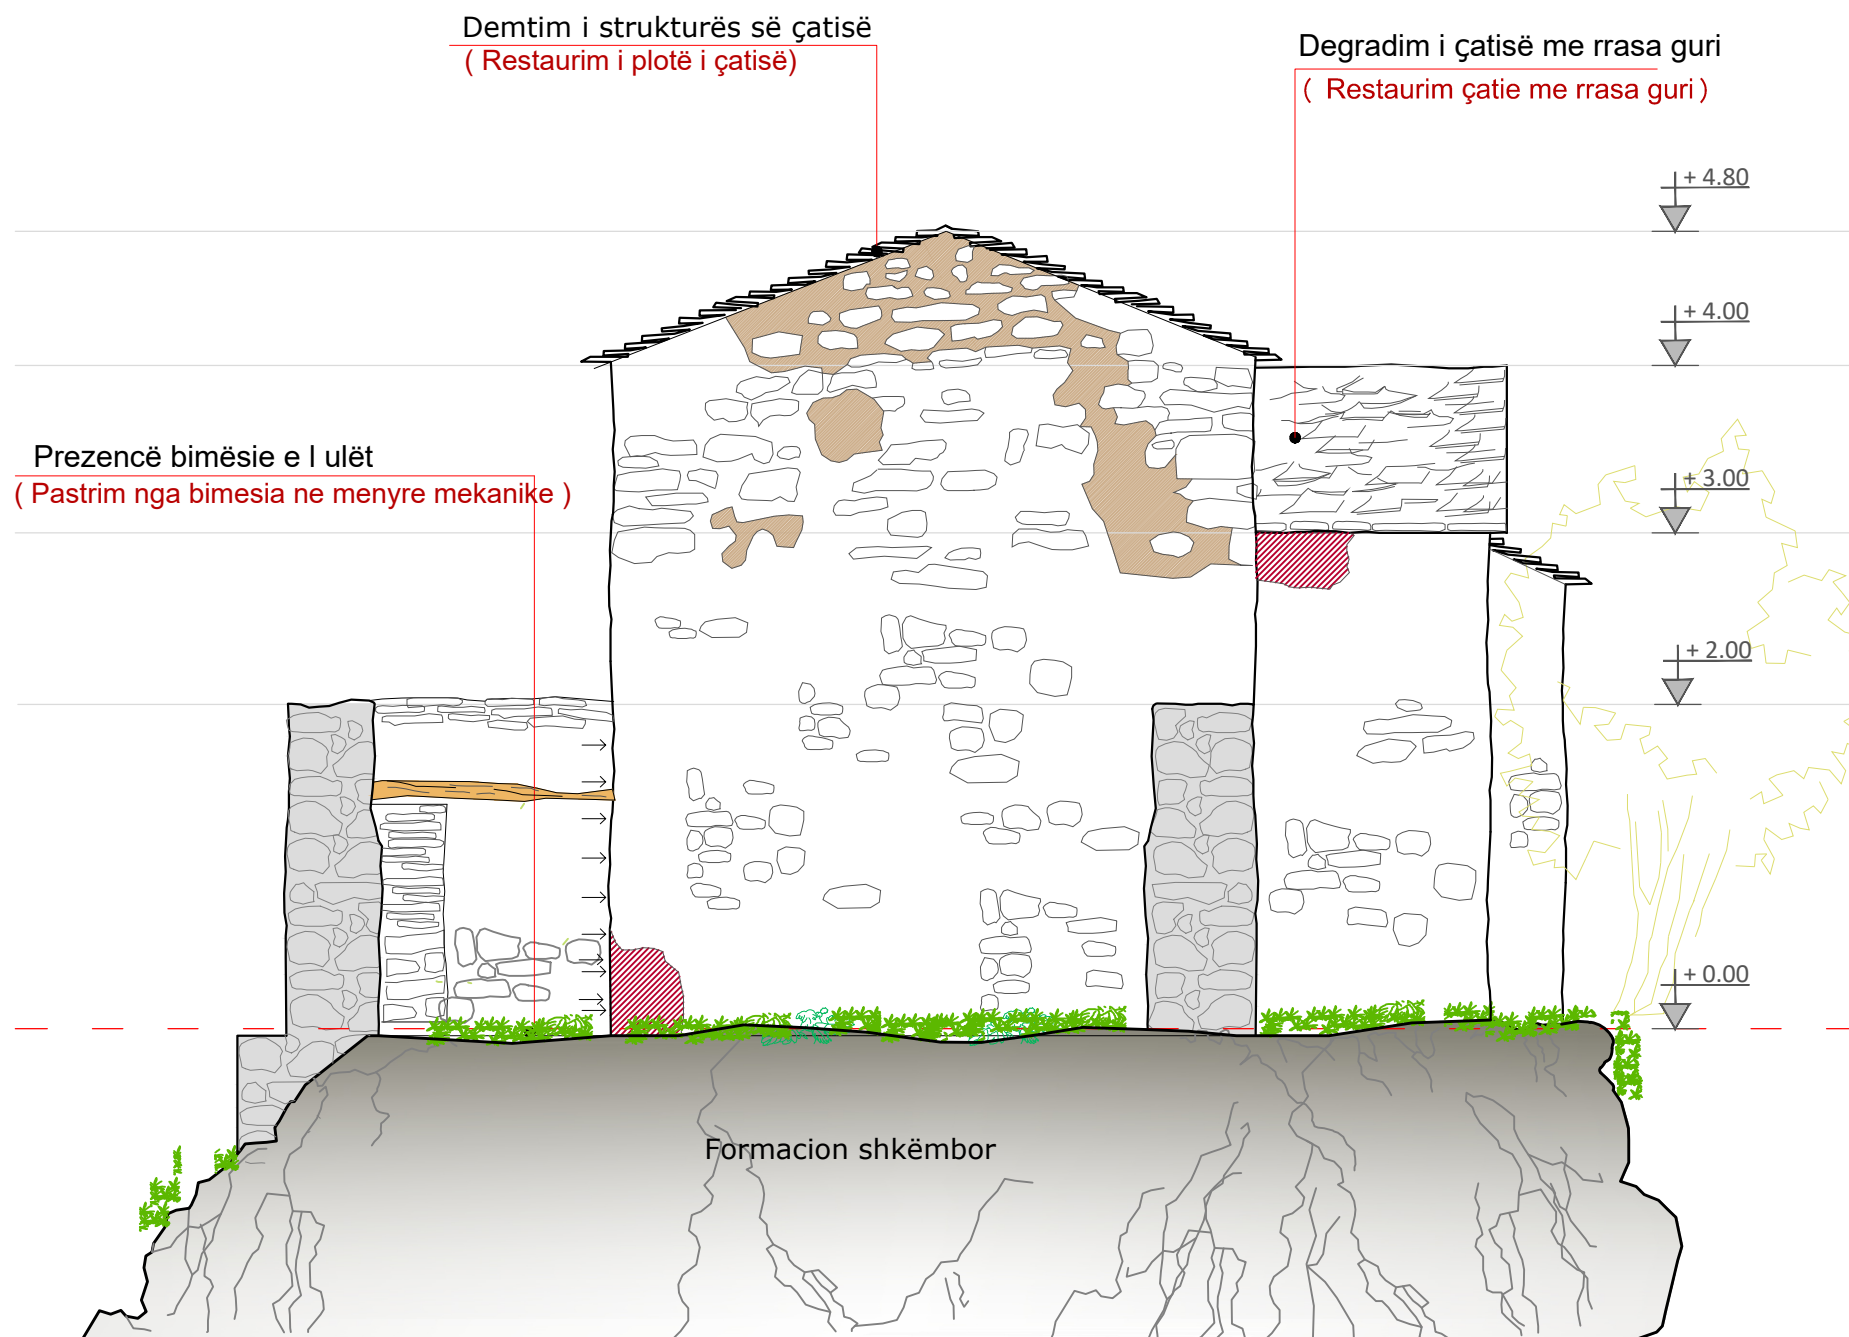 Demtim i strukturës së çatisë
( Restaurim i plotë i çatisë)
Degradim i çatisë me rrasa guri
( Restaurim çatie me rrasa guri )
+ 4.80
+ 4.00
Prezencë bimësie e I ulët
( Pastrim nga bimesia ne menyre mekanike )
+ 3.00
+ 2.00
+ 0.00
Formacion shkëmbor